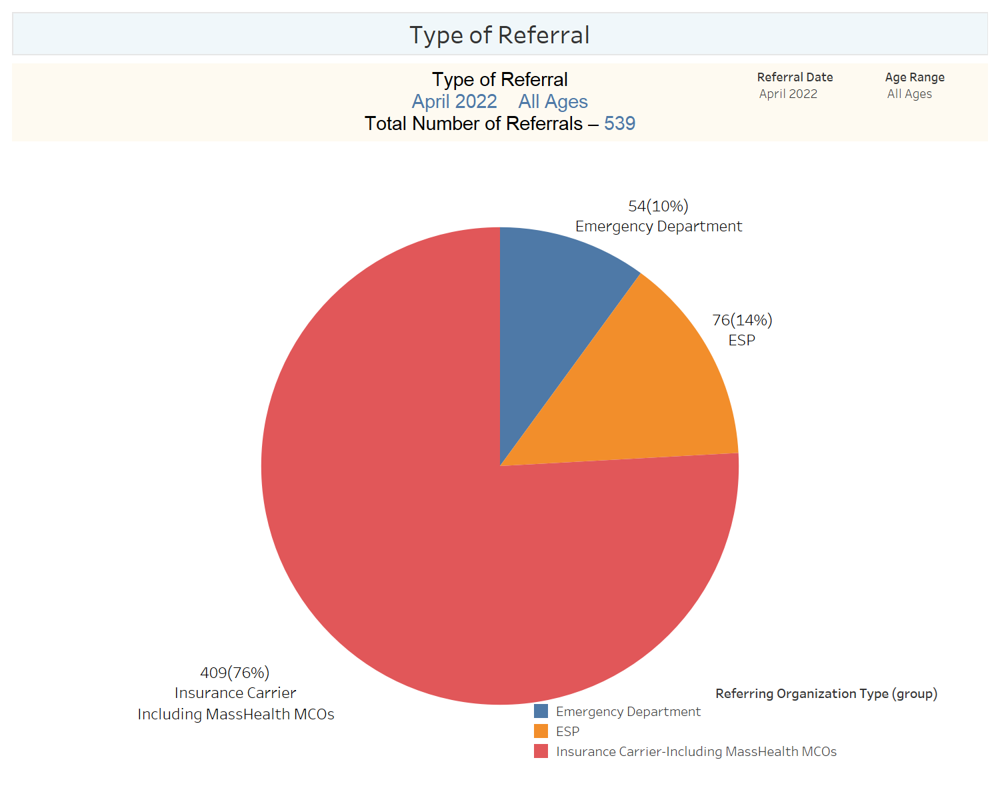 Type of Referral
Type of Referral
April 2022 All Ages
Total Number of Referrals – 539
Referral Date
April 2022
Age Range
All Ages
54(10%)
Emergency Department
76(14%)
ESP
409(76%)
Insurance Carrier
Including MassHealth MCOs
Referring Organization Type (group)
Emergency Department
ESP
Insurance Carrier-Including MassHealth MCOs